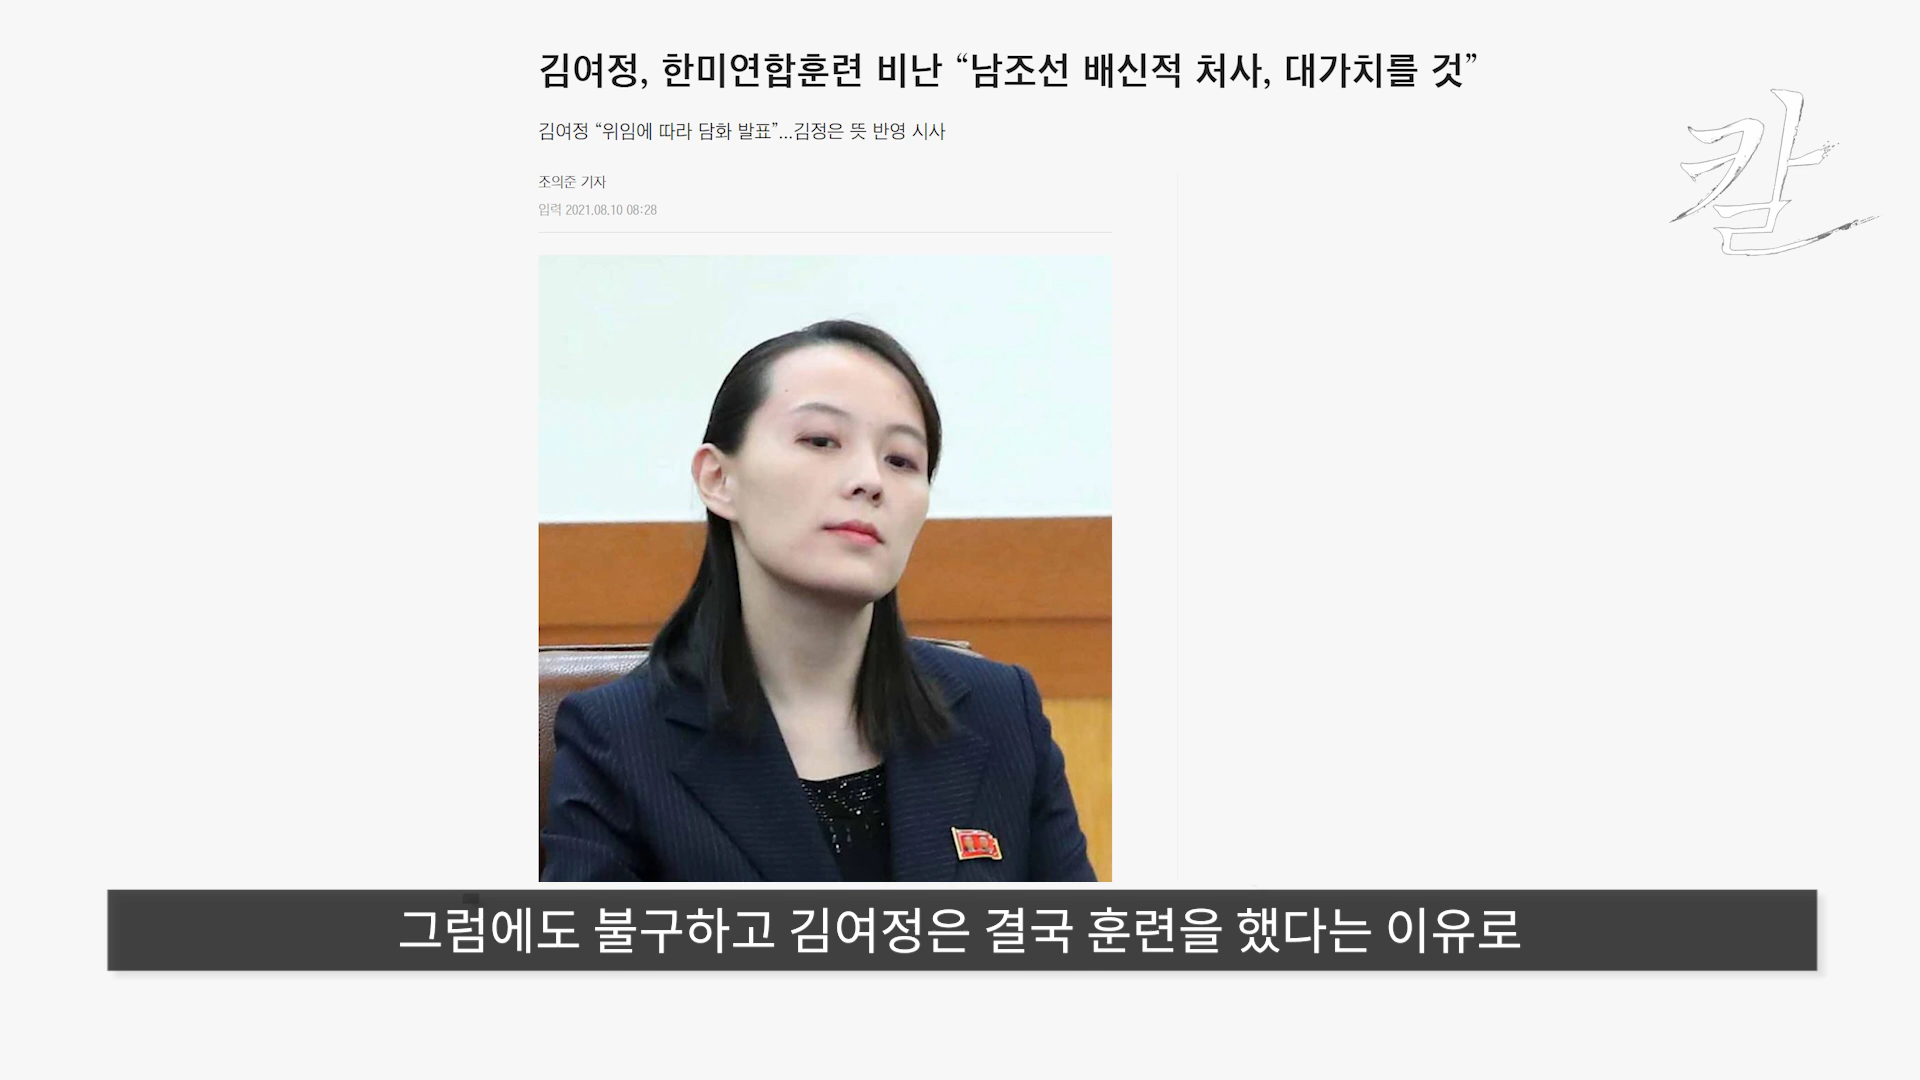 김여정, 한미연합훈련 비난 “남조선 배신적 처사, 대가치를 것”
김여정 “위임에 따라 담화 발표”...김정은 뜻 반영 시사
조의준 기자
입력 2021.08.10 08:28
칼
그럼에도 불구하고 김여정은 결국 훈련을 했다는 이유로